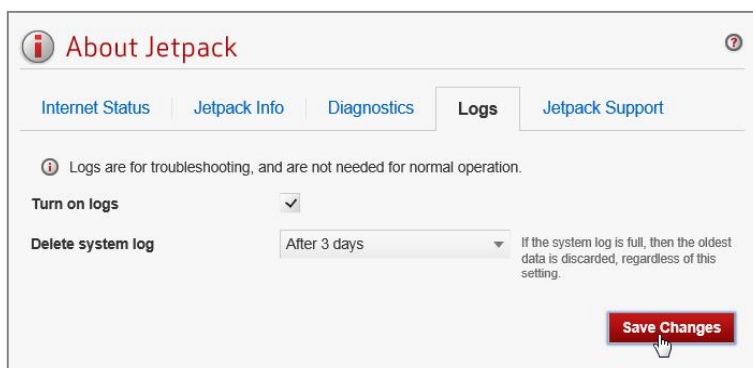 About Jetpack
Internet Status Jetpack Info Diagnostics Logs Jetpack Support
Logs are for troubleshooting, and are not needed for normal operation.
Turn on logs
Delete system log After 3 days If the system log is full, then the oldest
data is discarded, regardless of this
setting.
Save Changes